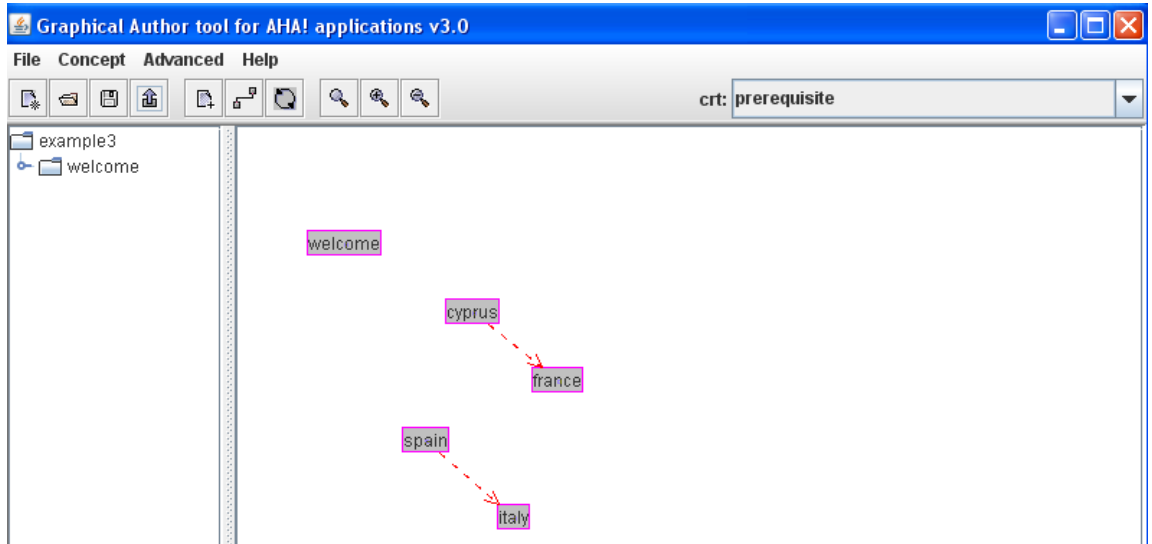 Graphical Author tool for AHA! applications v3.0
File Concept Advanced Help
crt: prerequisite
example3
welcome
welcome
cyprus
france
spain
italy